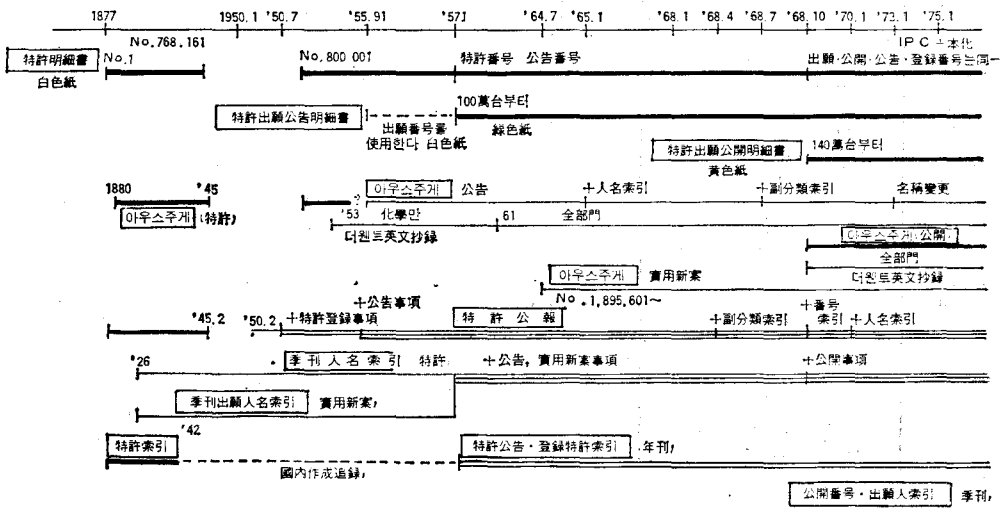 1877 1950.1 '50.7 '55.91 '571 '64.7 '65.1 '68.1 '68.4 '68.7 '68.10 '70.1 '73.1 '75.1
No.768.161 IPC 一本化
特許明細書 No.1 No.800 001 特許番号 公告番号 出願·公開·公告·登録番号는同一
白色紙
100萬台부터
特許出願公告明細書 出願番号를 緑色紙
使用한다 白色紙
特許出願公開明細書 140萬台부터
黄色紙
1880 '45 ? 아우스주게 公告 +人名索引 +副分類索引 名稱變更
아우스주게 (特許, '53 化學만 61 全部門
더웬트英文抄録 아우스주게 公開
全部門
아우스주게 實用新案 더웬트英文抄録
No.1,895,601~
+公告事項 +番号
'45.2 '50.2 +特許登録事項 特許公報 +副分類索引 索引 +人名索引
'26 季刊人名索引 特許 +公告, 實用新案事項 +公開事項
季刊出願人名索引 實用新案,
'42
特許索引 特許公告·登録特許索引 年刊,
國内作成追録,
公開番号·出願人索引 季刊,